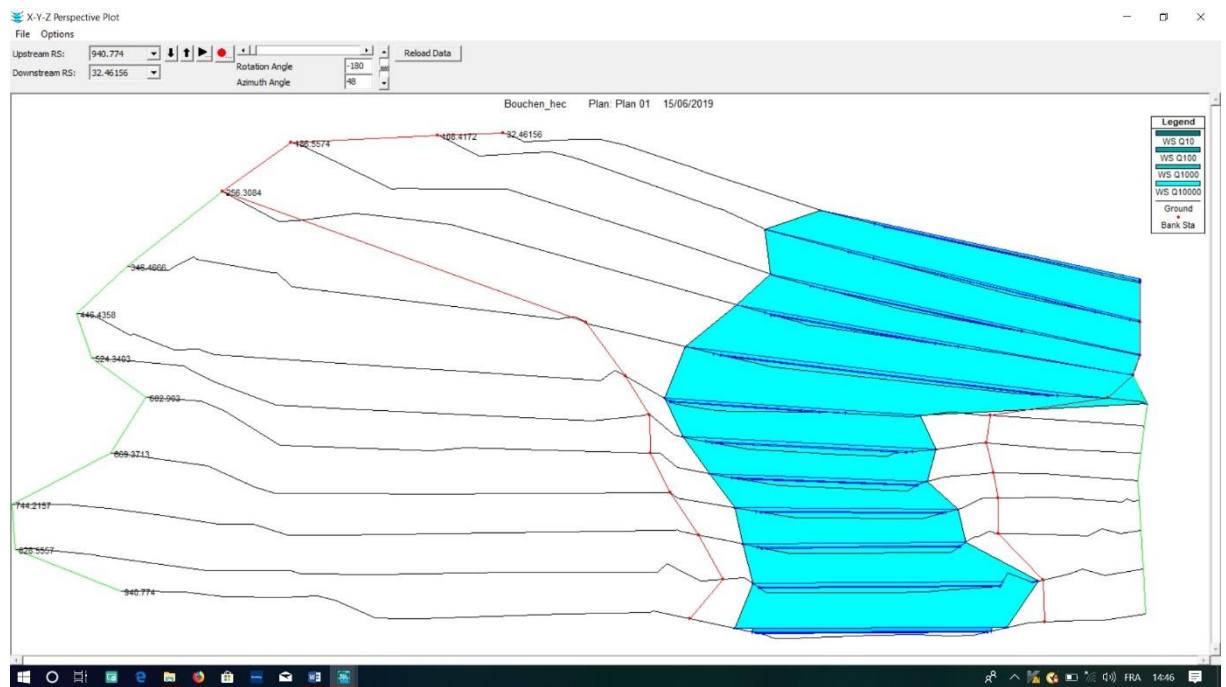 X-Y-Z Perspective Plot
File Options
Upstream RS: 940.774
Downstream RS: 32.46156
Rotation Angle -180
Azimuth Angle 48
Reload Data
Bouchen_hec Plan: Plan 01 15/06/2019
Legend
WS Q10
WS Q100
WS Q1000
WS Q10000
Ground
Bank Sta
32.46156
108.4172
186.5574
256.3084
346.4666
446.4358
524.3403
602.903
669.3713
744.2157
828.5557
940.774
FRA 14:46